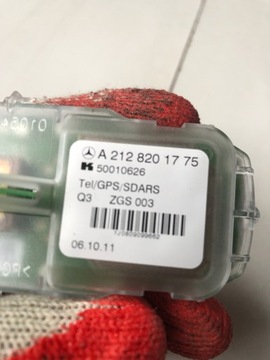 A 212 820 17 75
K 50010626
Tel/GPS/SDARS
Q3 ZGS 003
06.10.11